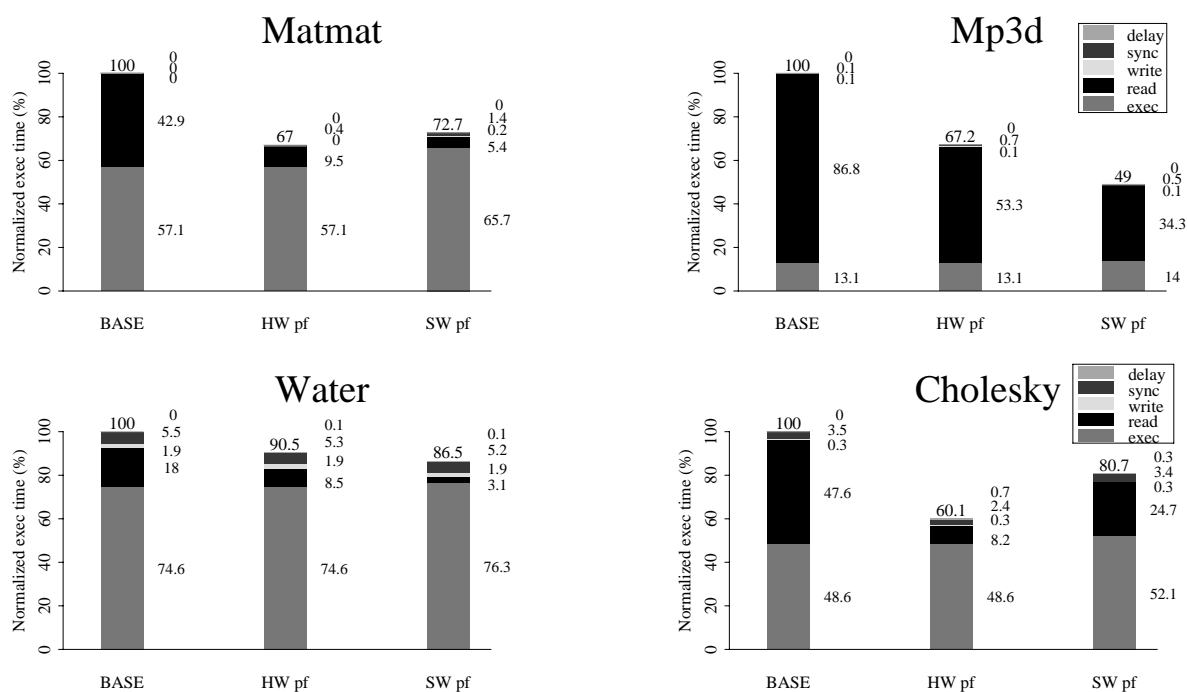 Matmat
Normalized exec time (%)
0 20 40 60 80 100
100
0
0
0
42.9
57.1
67
0
0.4
0
9.5
57.1
72.7
0
1.4
0.2
5.4
65.7
BASE HW pf SW pf
Mp3d
delay
sync
write
read
exec
Normalized exec time (%)
0 20 40 60 80 100
100
0
0.1
0.1
86.8
13.1
67.2
0
0.7
0.1
53.3
13.1
49
0
0.5
0.1
34.3
14
BASE HW pf SW pf
Water
Normalized exec time (%)
0 20 40 60 80 100
100
0
5.5
1.9
18
74.6
90.5
0.1
5.3
1.9
8.5
74.6
86.5
0.1
5.2
1.9
3.1
76.3
BASE HW pf SW pf
Cholesky
delay
sync
write
read
exec
Normalized exec time (%)
0 20 40 60 80 100
100
0
3.5
0.3
47.6
48.6
60.1
0.7
2.4
0.3
8.2
48.6
80.7
0.3
3.4
0.3
24.7
52.1
BASE HW pf SW pf